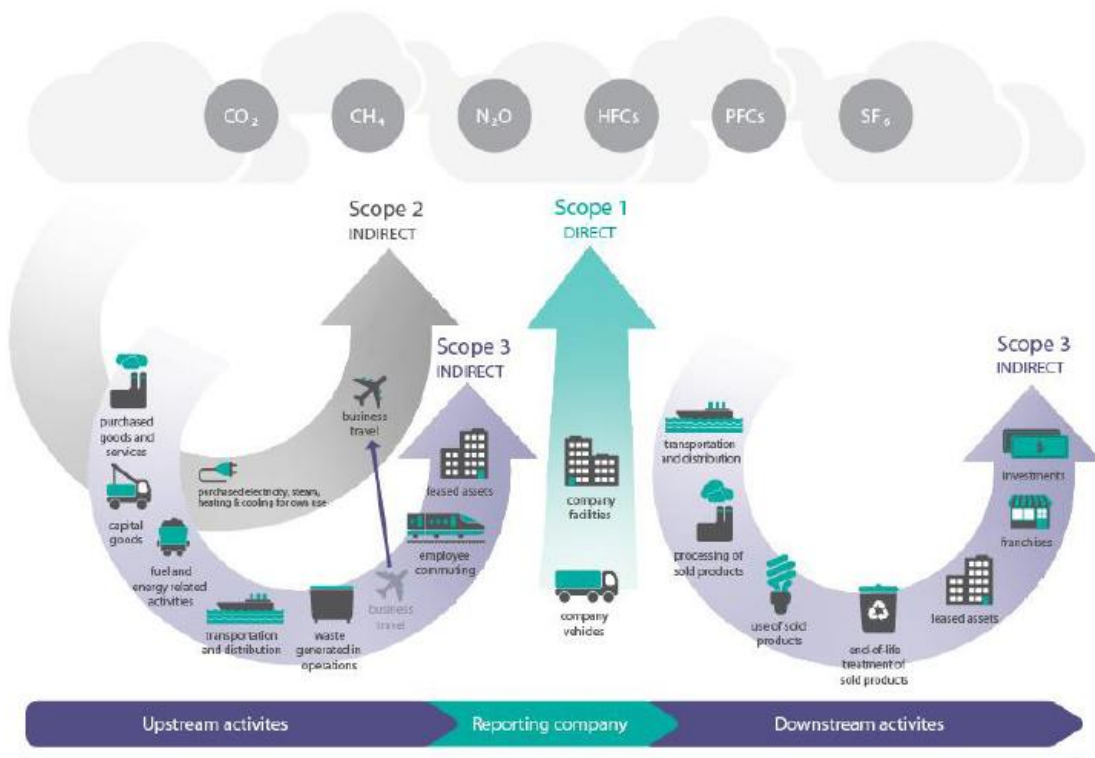 CO₂
CH₄
N₂O
HFCs
PFCs
SF₆
Scope 2
INDIRECT
Scope 1
DIRECT
Scope 3
INDIRECT
Scope 3
INDIRECT
purchased
goods and
services
capital
goods
fuel and
energy related
activities
transportation
and distribution
waste
generated in
operations
business
travel
purchased electricity, steam,
heating & cooling for own use
business
travel
employee
commuting
leased assets
company
facilities
company
vehicles
transportation
and distribution
processing of
sold products
use of sold
products
end-of-life
treatment of
sold products
leased assets
franchises
investments
Upstream activites
Reporting company
Downstream activites